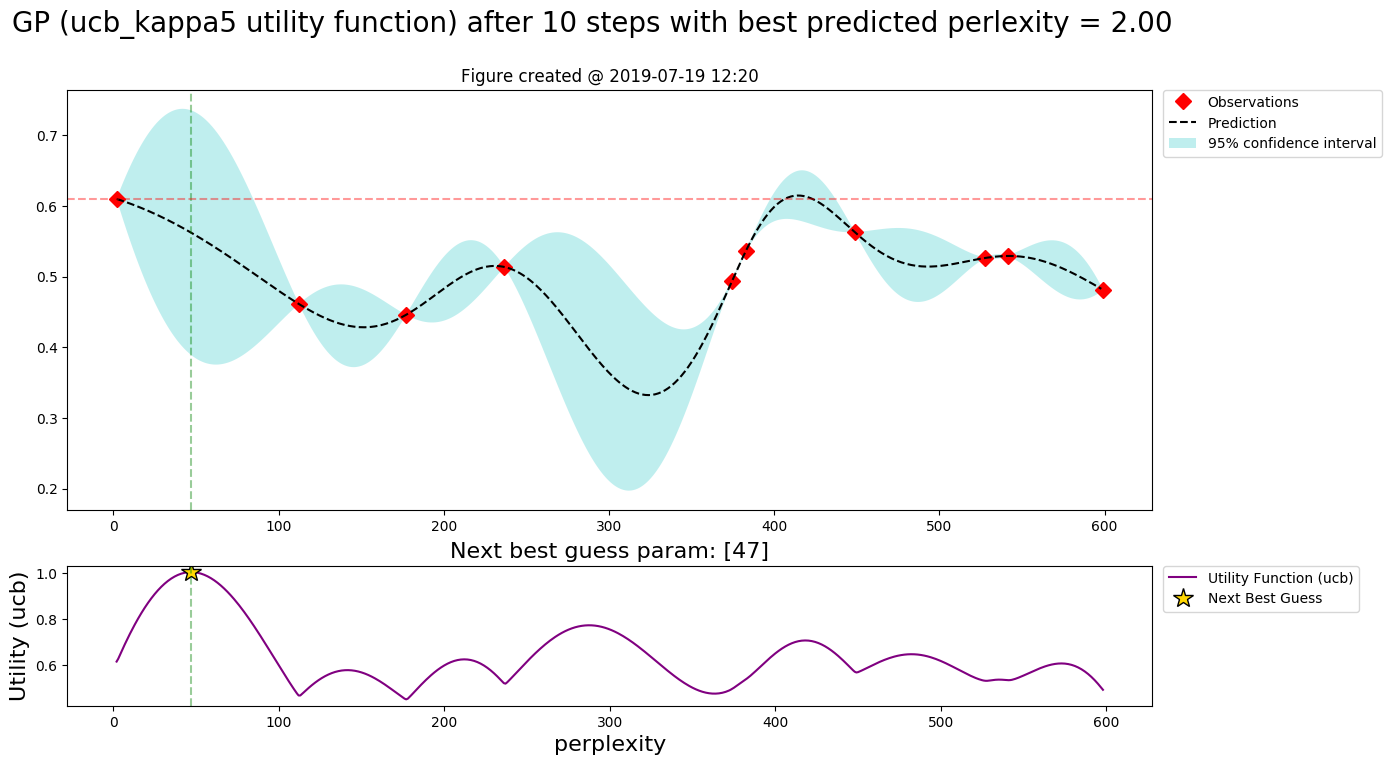 GP (ucb_kappa5 utility function) after 10 steps with best predicted perlexity = 2.00
Figure created @ 2019-07-19 12:20
Observations
Prediction
95% confidence interval
0.7
0.6
0.5
0.4
0.3
0.2
0 100 200 300 400 500 600
Next best guess param: [47]
Utility (ucb)
1.0
0.8
0.6
Utility Function (ucb)
Next Best Guess
0 100 200 300 400 500 600
perplexity